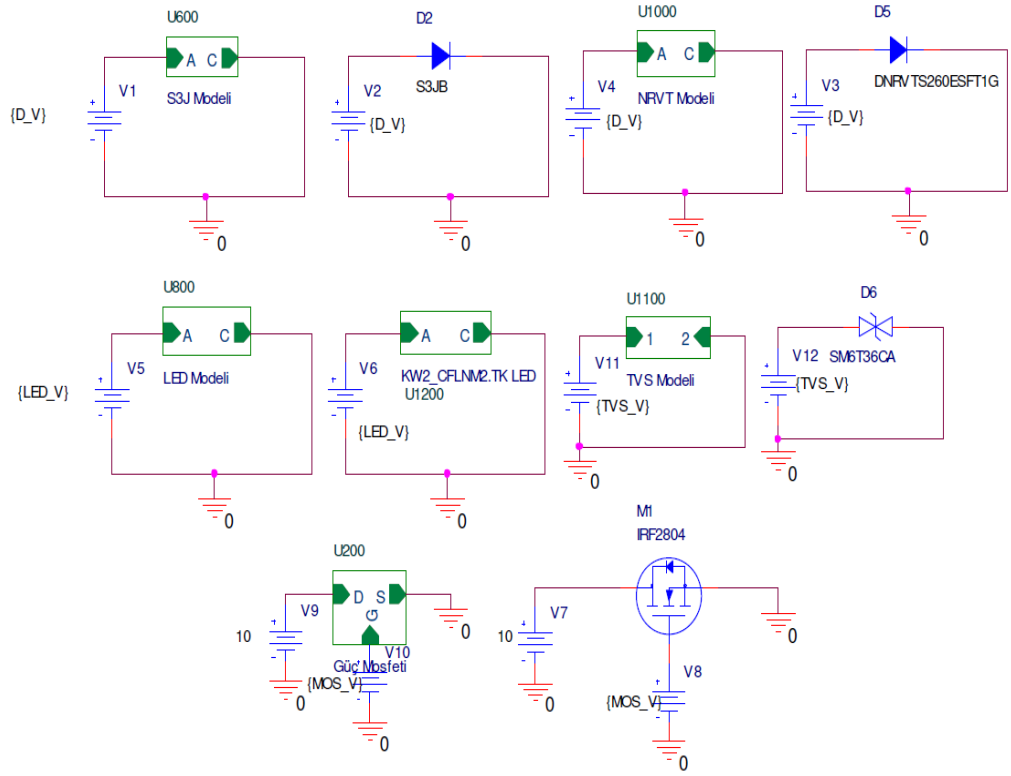 U600
A C
S3J Modeli
V1
{D_V}
+
-
0
D2
S3JB
V2
{D_V}
+
-
0
U1000
A C
NRVT Modeli
V4
{D_V}
+
-
0
D5
DNRVTS260ESFT1G
V3
{D_V}
+
-
0
U800
A C
LED Modeli
V5
{LED_V}
+
-
0
A C
KW2_CFLNM2.TK LED
U1200
V6
{LED_V}
+
-
0
U1100
1 2
TVS Modeli
V11
{TVS_V}
+
-
0
D6
SM6T36CA
V12
{TVS_V}
+
-
0
U200
D S
G
Güç Mosfeti
V9
10
+
-
0
V10
{MOS_V}
+
-
0
0
M1
IRF2804
V7
10
+
-
0
V8
{MOS_V}
+
-
0
0